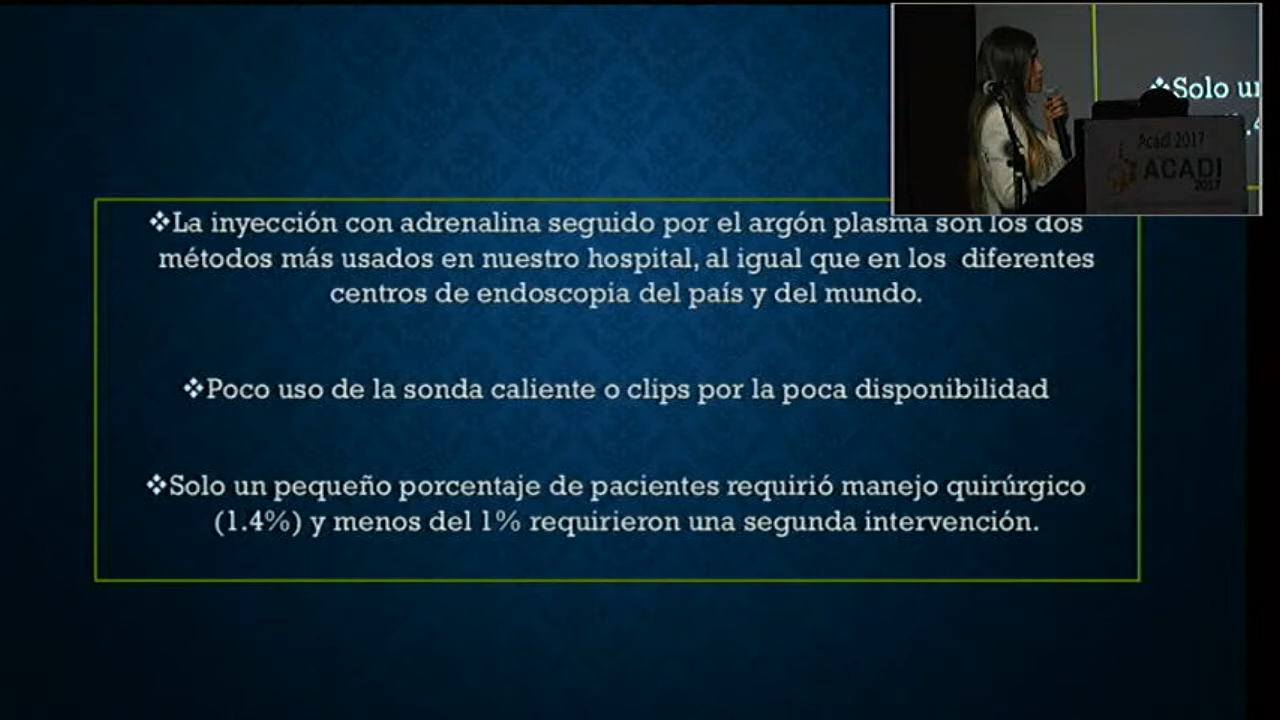 Solo un
Acadi 2017
ACADI
2017
❖La inyección con adrenalina seguido por el argón plasma son los dos
métodos más usados en nuestro hospital, al igual que en los diferentes
centros de endoscopia del país y del mundo.
❖Poco uso de la sonda caliente o clips por la poca disponibilidad
❖Solo un pequeño porcentaje de pacientes requirió manejo quirúrgico
(1.4%) y menos del 1% requirieron una segunda intervención.